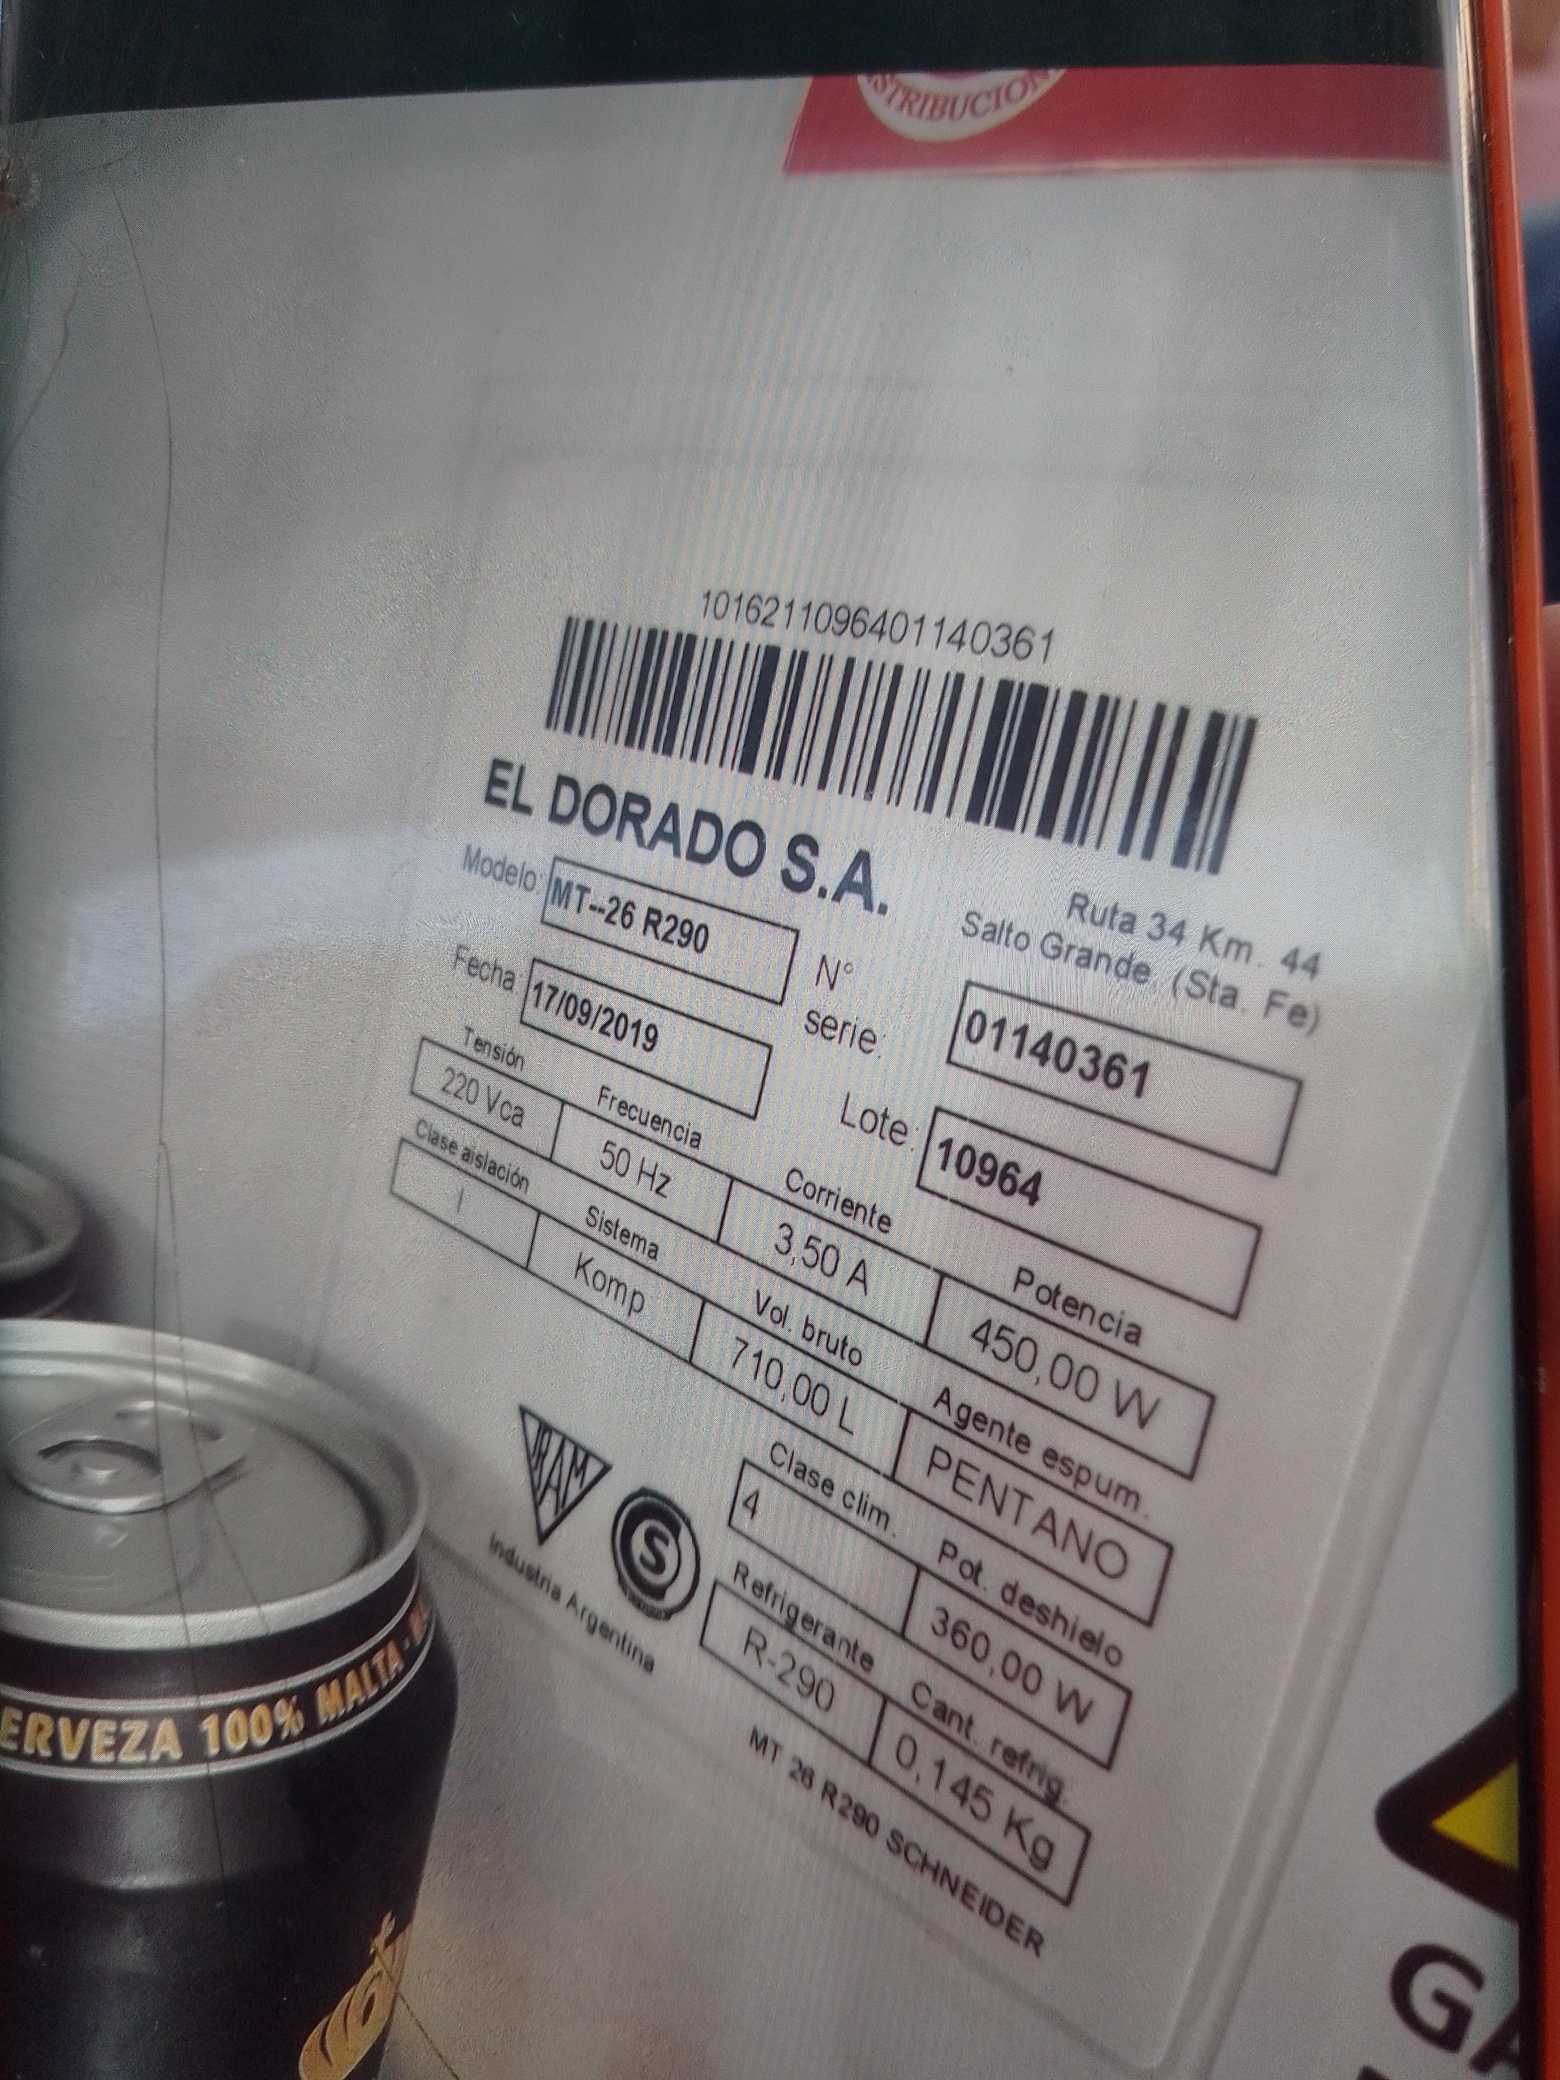 STRIBUCION
1016211096401140361
EL DORADO S.A.
Ruta 34 Km. 44
Salto Grande. (Sta. Fe)
Modelo: MT--26 R290
N° serie: 01140361
Fecha: 17/09/2019
Lote: 10964
Tensión Frecuencia Corriente Potencia
220 Vca 50 Hz 3,50 A 450,00 W
Clase aislación Sistema Vol. bruto Agente espum.
I Komp 710,00 L PENTANO
Clase clim. Pot. deshielo
4 360,00 W
Refrigerante Cant. refrig.
R-290 0,145 Kg
IRAM
S
Industria Argentina
MT 26 R290 SCHNEIDER
ERVEZA 100% MALTA
GA